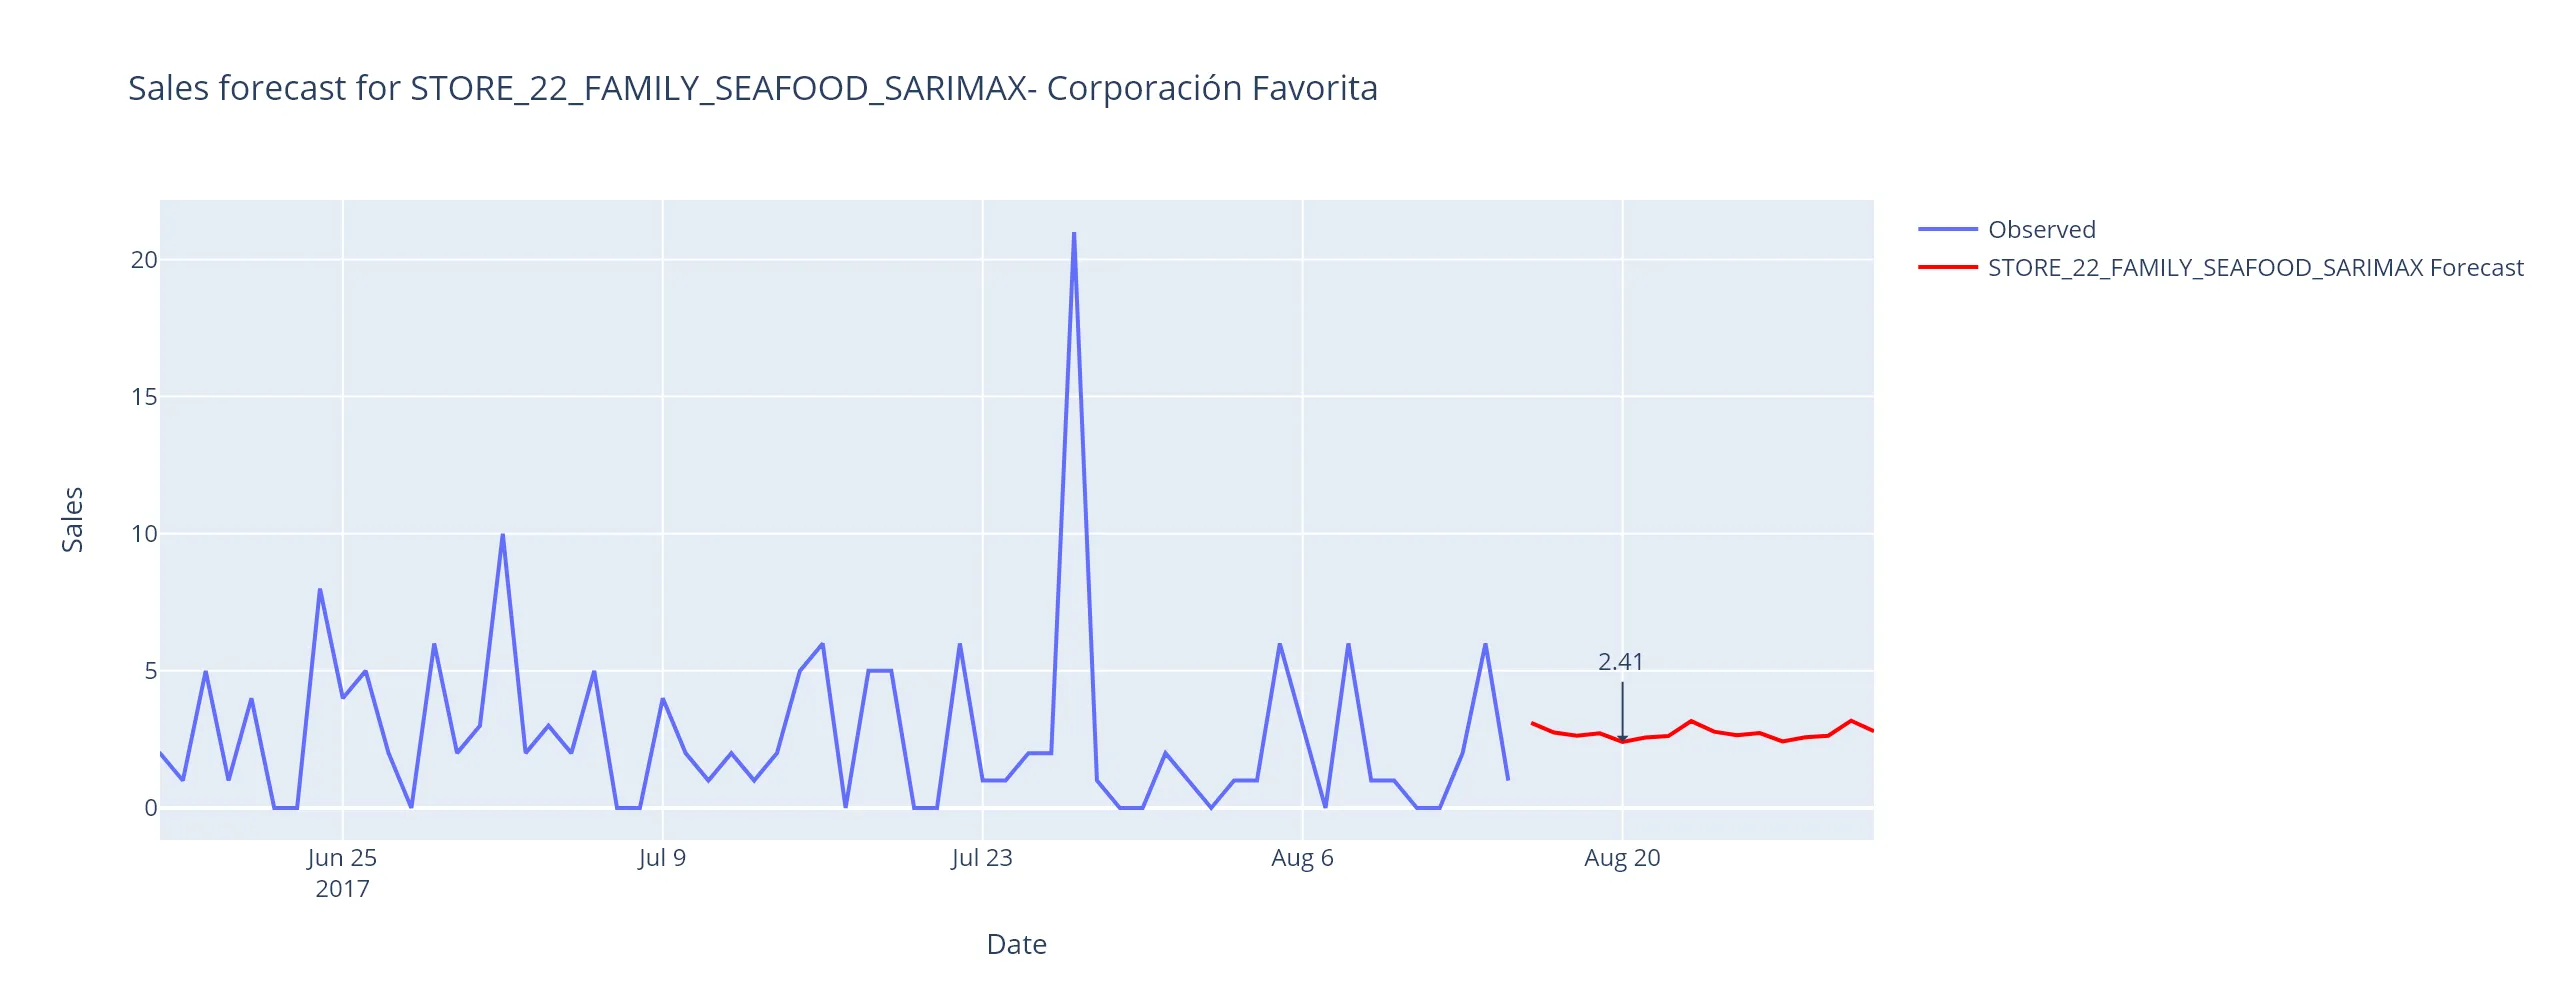 Sales forecast for STORE_22_FAMILY_SEAFOOD_SARIMAX- Corporación Favorita
Observed
STORE_22_FAMILY_SEAFOOD_SARIMAX Forecast
20
15
10
5
0
Sales
2.41
Jun 25
2017
Jul 9
Jul 23
Aug 6
Aug 20
Date